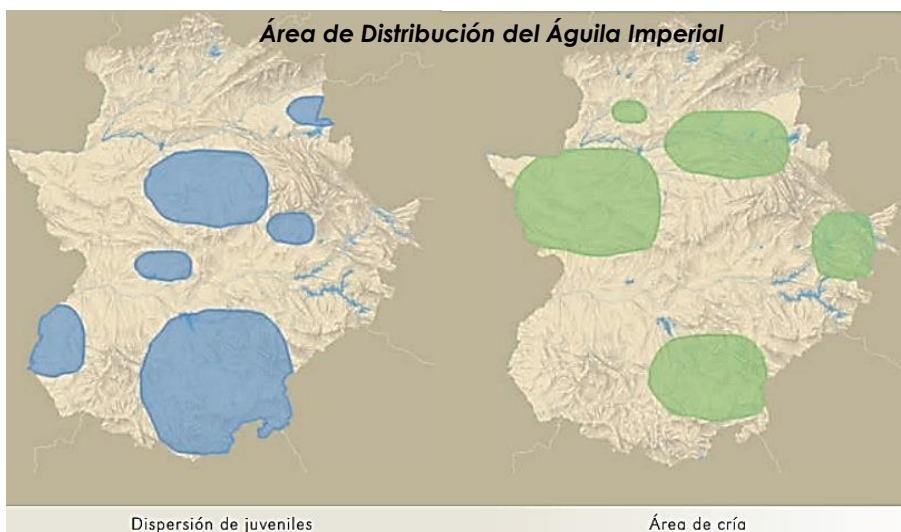 Área de Distribución del Águila Imperial
Dispersión de juveniles
Área de cría